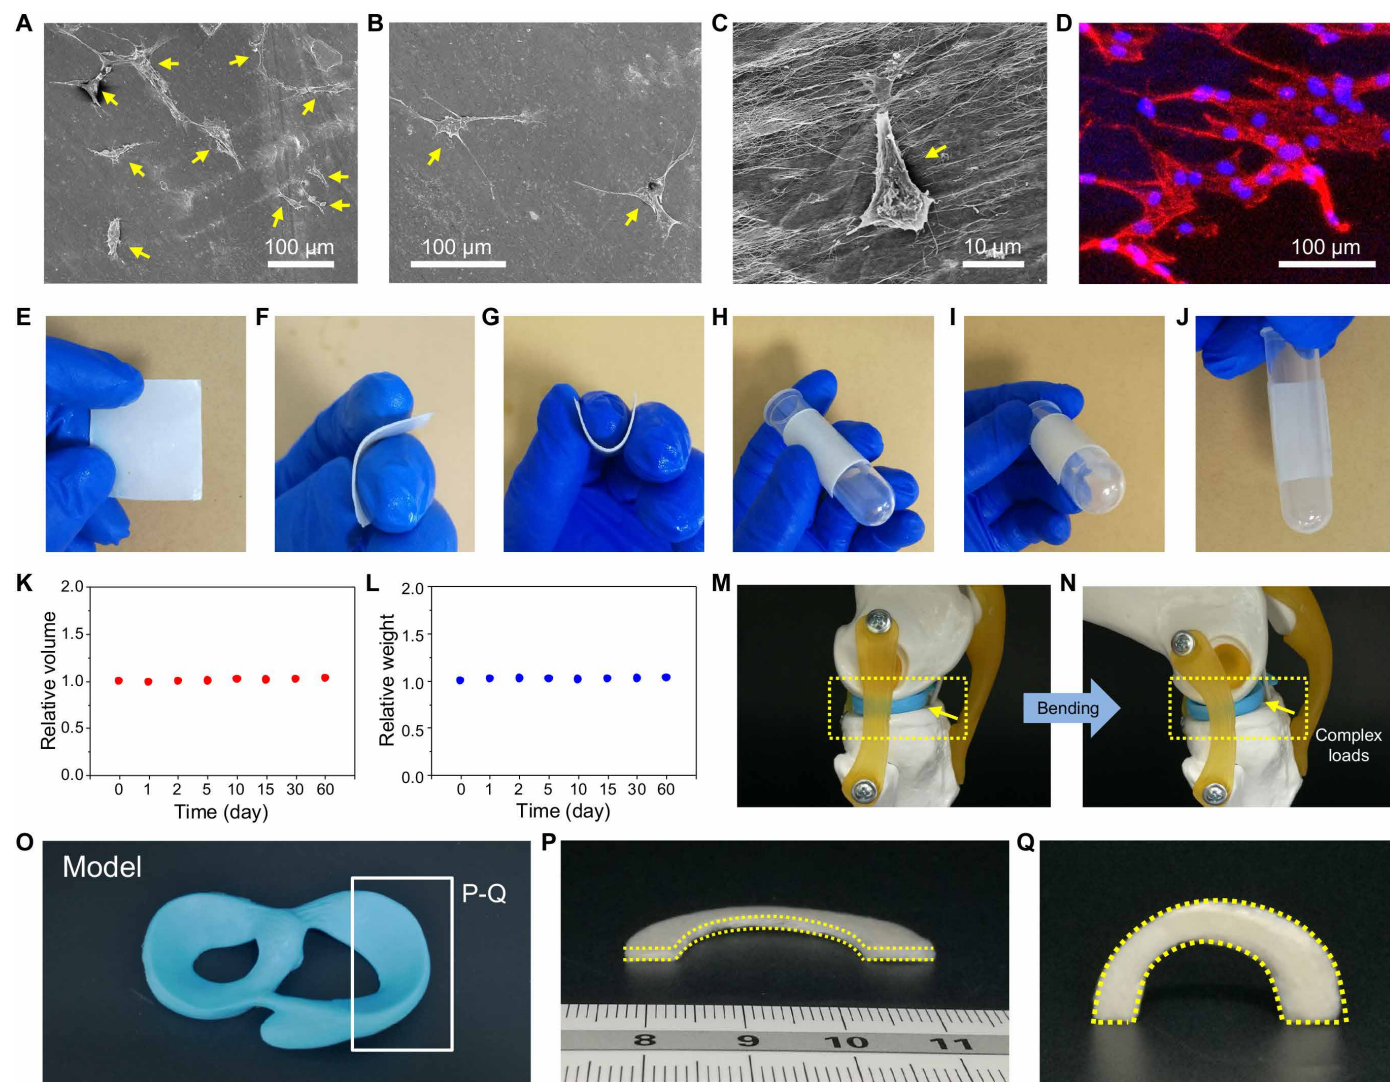 A
B
C
D
100 µm
100 µm
10 µm
100 µm
E
F
G
H
I
J
K
L
M
N
2.0
1.5
1.0
0.5
0.0
Relative volume
0 1 2 5 10 15 30 60
Time (day)
2.0
1.5
1.0
0.5
0.0
Relative weight
0 1 2 5 10 15 30 60
Time (day)
Bending
Complex
loads
O
P
Q
Model
P-Q
8 9 10 11